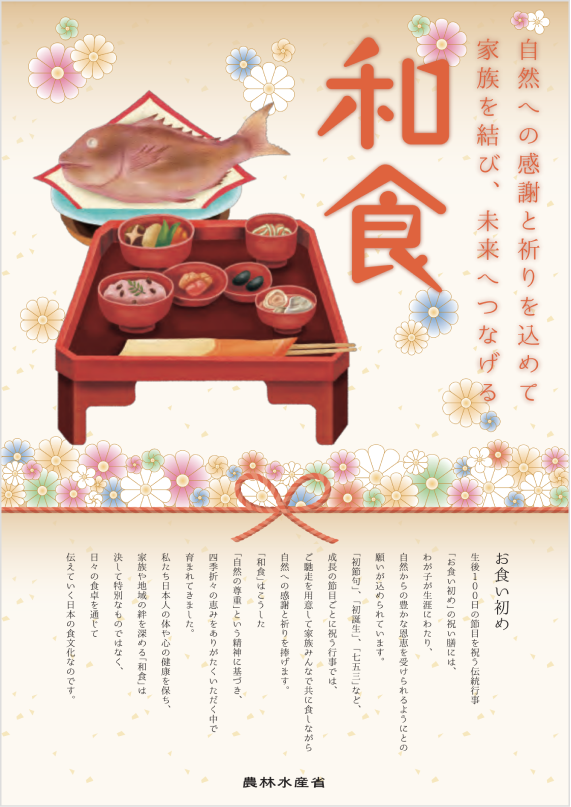 和食
自然への感謝と祈りを込めて
家族を結び、未来へつなげる
お食い初め
生後100日の節目を祝う伝統行事
「お食い初め」の祝い膳には、
わが子が生涯にわたり、
自然からの豊かな恩恵を受けられるようにとの
願いが込められています。
「初節句」、「初誕生」、「七五三」など、
成長の節目ごとに祝う行事では、
ご馳走を用意して家族みんなで共に食しながら
自然への感謝と祈りを捧げます。
「和食」はこうした
「自然の尊重」という精神に基づき、
四季折々の恵みをありがたくいただく中で
育まれてきました。
私たち日本人の体や心の健康を保ち、
家族や地域の絆を深める「和食」は
決して特別なものではなく、
日々の食卓を通じて
伝えていく日本の食文化なのです。
農林水産省